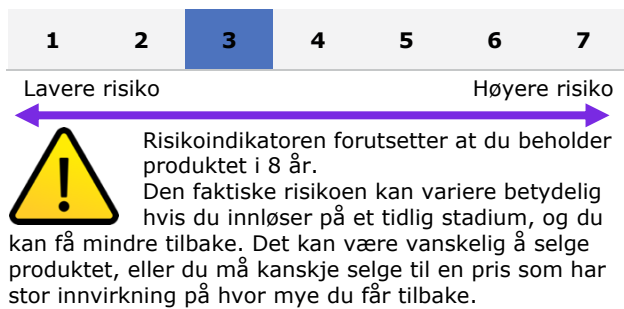 1 2 3 4 5 6 7
Lavere risiko Høyere risiko
Risikoindikatoren forutsetter at du beholder
produktet i 8 år.
Den faktiske risikoen kan variere betydelig
hvis du innløser på et tidlig stadium, og du
kan få mindre tilbake. Det kan være vanskelig å selge
produktet, eller du må kanskje selge til en pris som har
stor innvirkning på hvor mye du får tilbake.